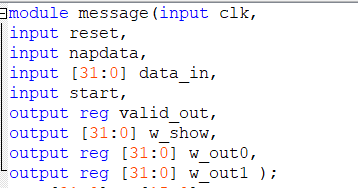 module message(input clk,
input reset,
input napdata,
input [31:0] data_in,
input start,
output reg valid_out,
output [31:0] w_show,
output reg [31:0] w_out0,
output reg [31:0] w_out1 );